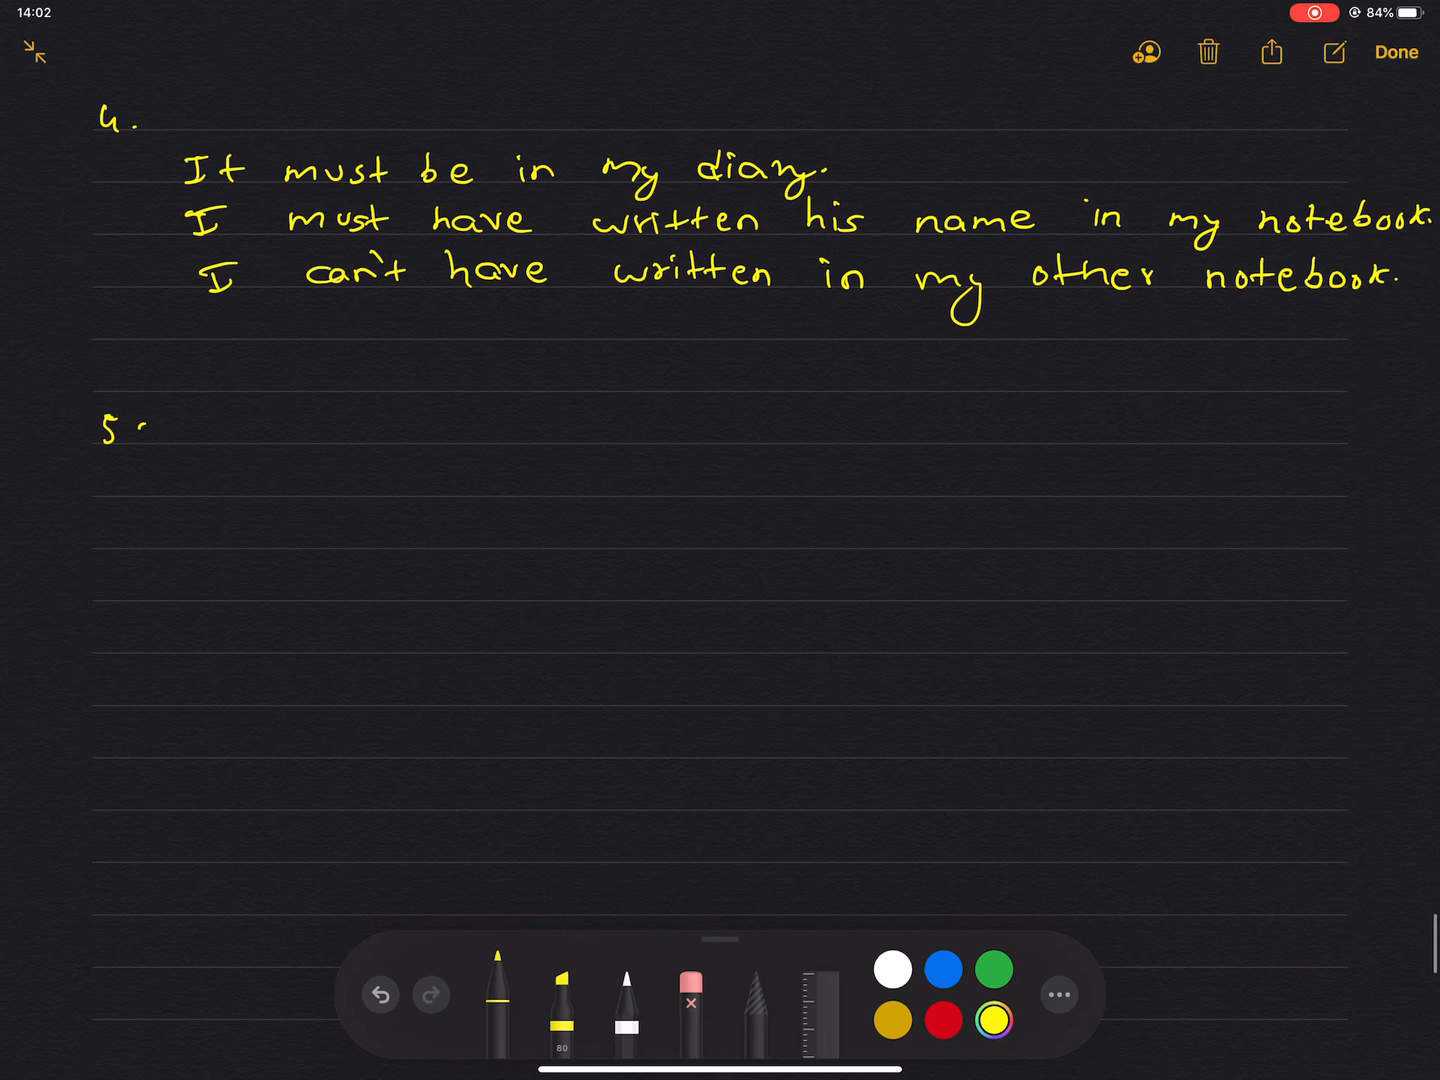 14:02
84%
Done
4.
It must be in my diary.
I must have written his name in my notebook.
I can't have written in my other notebook.
5.
80